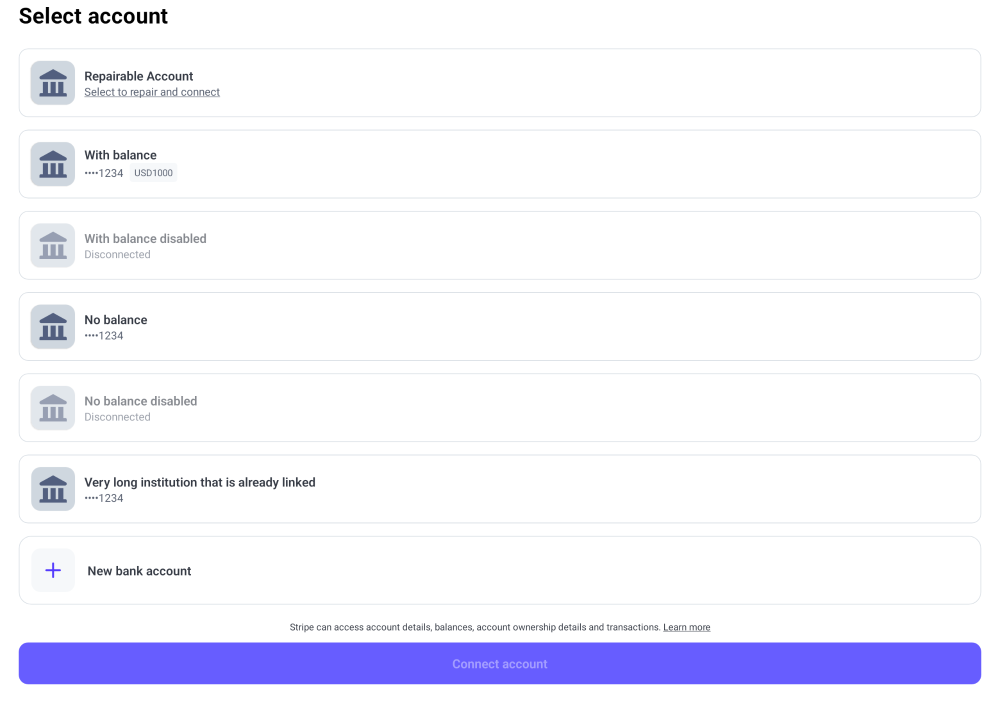 Select account
Repairable Account
Select to repair and connect
With balance
••••1234 USD1000
With balance disabled
Disconnected
No balance
••••1234
No balance disabled
Disconnected
Very long institution that is already linked
••••1234
New bank account
Stripe can access account details, balances, account ownership details and transactions. Learn more
Connect account